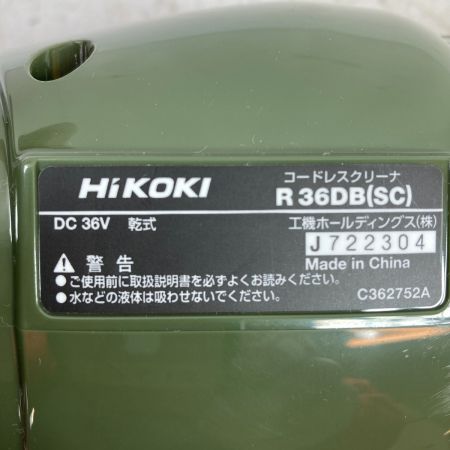 HiKOKI
コードレスクリーナ
R 36DB(SC)
DC 36V 乾式
工機ホールディングス(株)
J722304
Made in China
警告
●ご使用前に取扱説明書を必ずよくお読みください。
●水などの液体は吸わせないでください。
C362752A